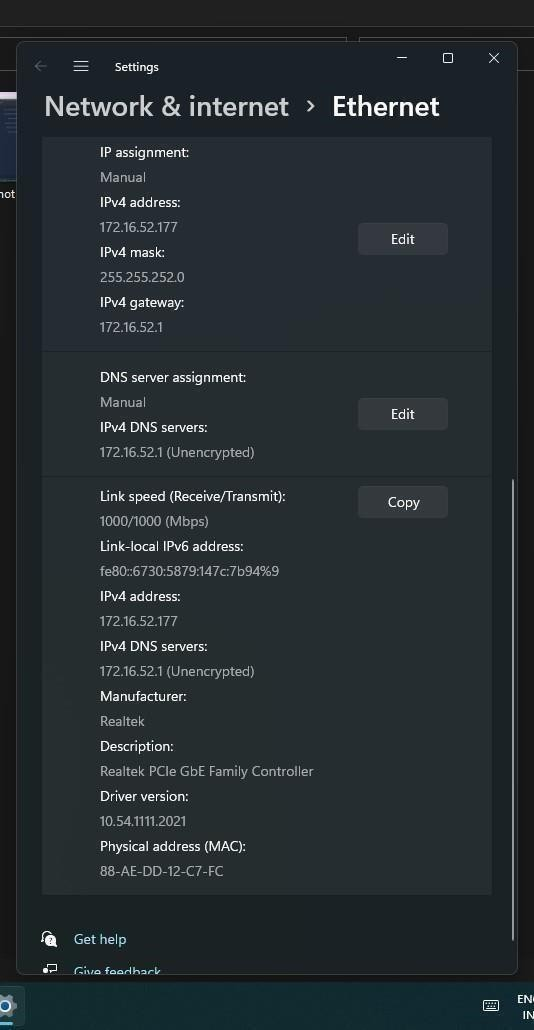 Settings
Network & internet > Ethernet
not
IP assignment:
Manual
IPv4 address:
172.16.52.177
Edit
IPv4 mask:
255.255.252.0
IPv4 gateway:
172.16.52.1
DNS server assignment:
Manual
Edit
IPv4 DNS servers:
172.16.52.1 (Unencrypted)
Link speed (Receive/Transmit):
Copy
1000/1000 (Mbps)
Link-local IPv6 address:
fe80::6730:5879:147c:7b94%9
IPv4 address:
172.16.52.177
IPv4 DNS servers:
172.16.52.1 (Unencrypted)
Manufacturer:
Realtek
Description:
Realtek PCIe GbE Family Controller
Driver version:
10.54.1111.2021
Physical address (MAC):
88-AE-DD-12-C7-FC
Get help
Give feedback
EN
IN